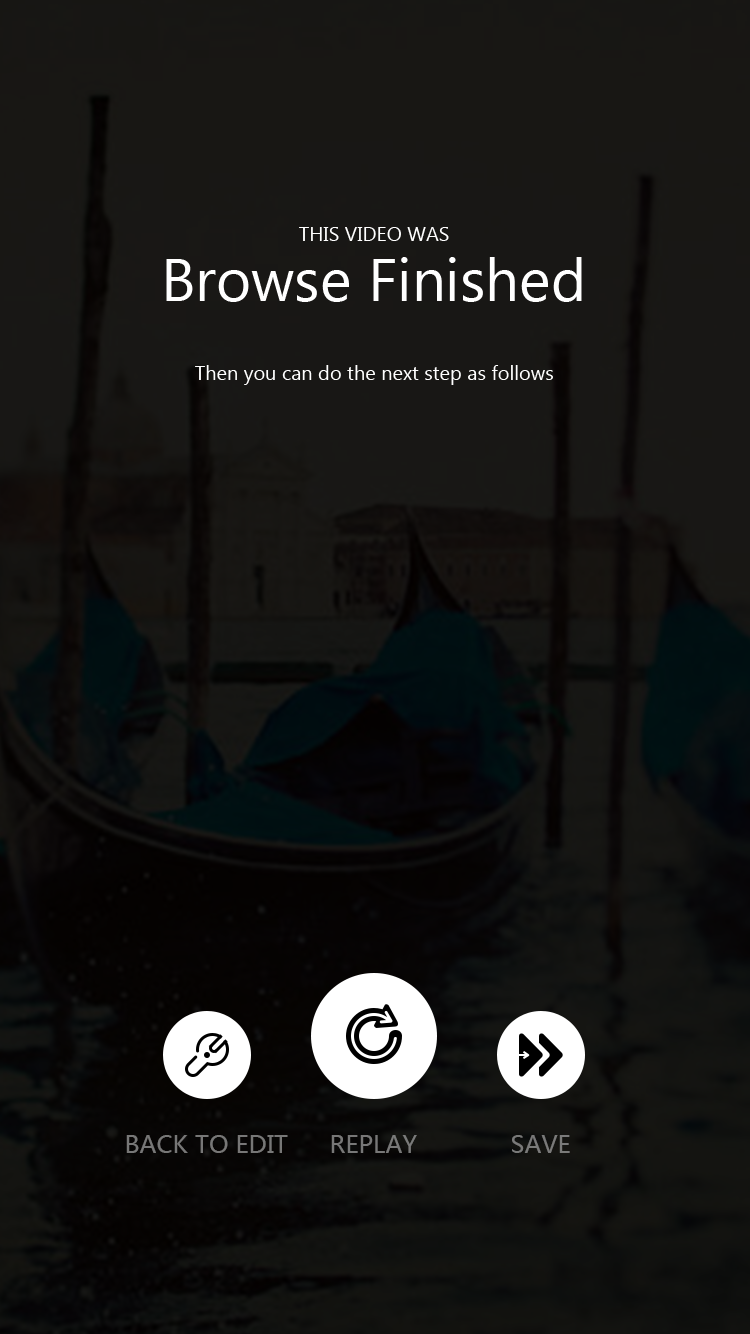 THIS VIDEO WAS
Browse Finished
Then you can do the next step as follows
BACK TO EDIT REPLAY SAVE